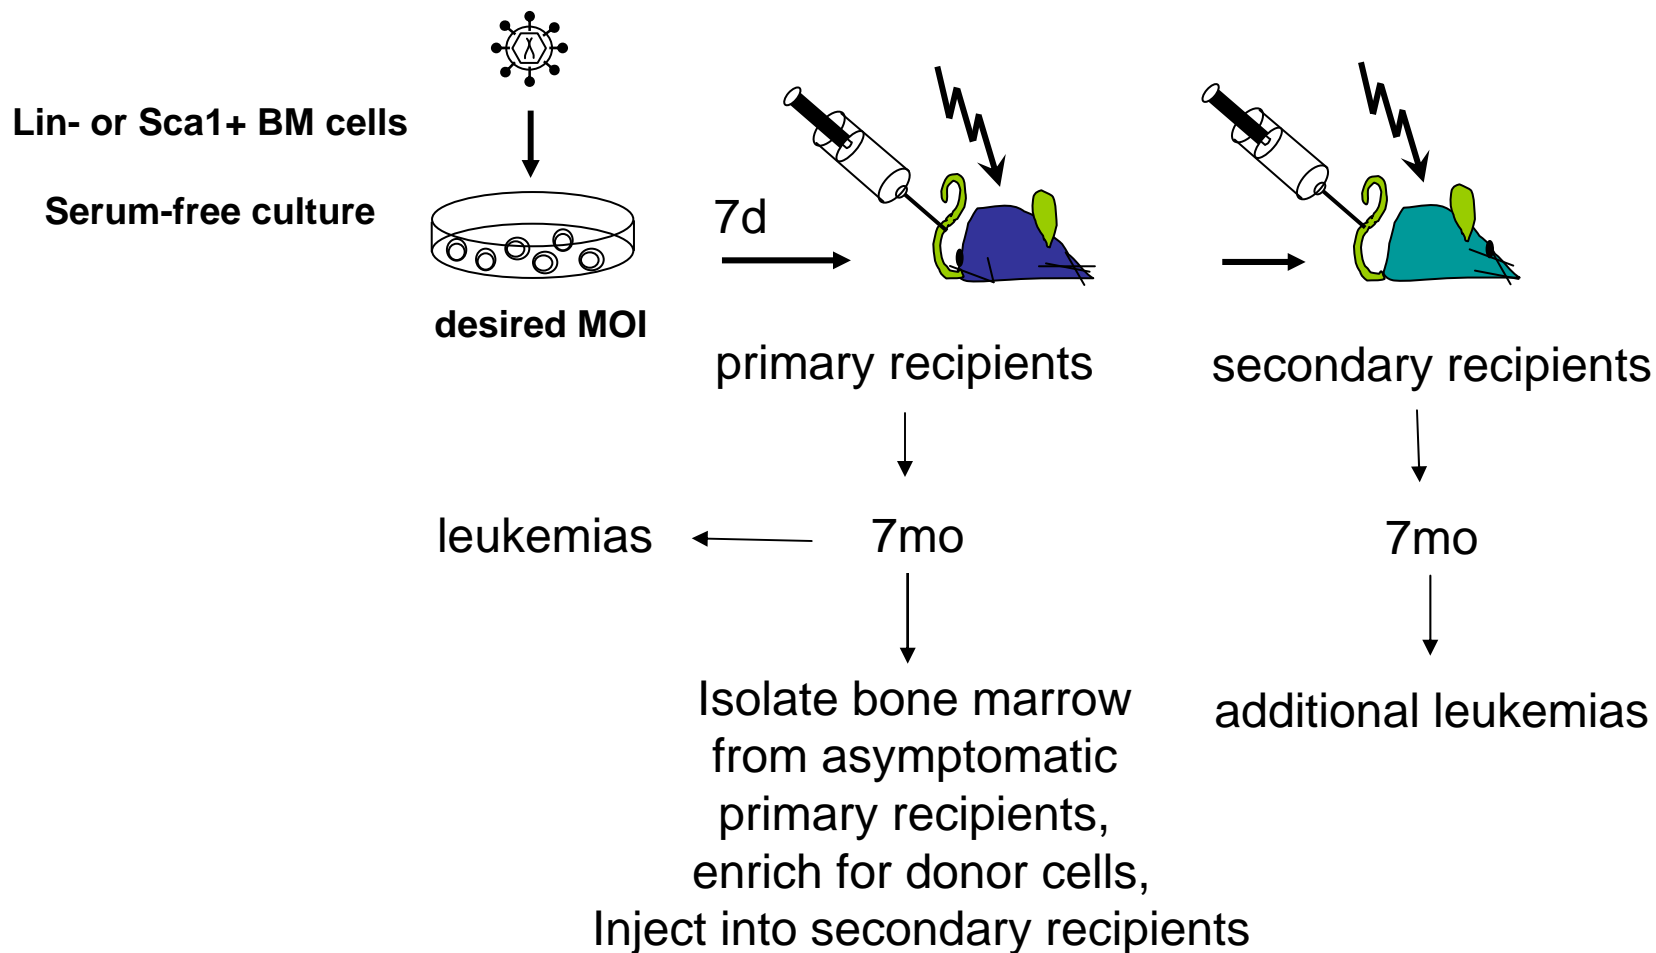 Lin- or Sca1+ BM cells
Serum-free culture
desired MOI
7d
primary recipients
secondary recipients
leukemias
7mo
7mo
Isolate bone marrow
from asymptomatic
primary recipients,
enrich for donor cells,
Inject into secondary recipients
additional leukemias